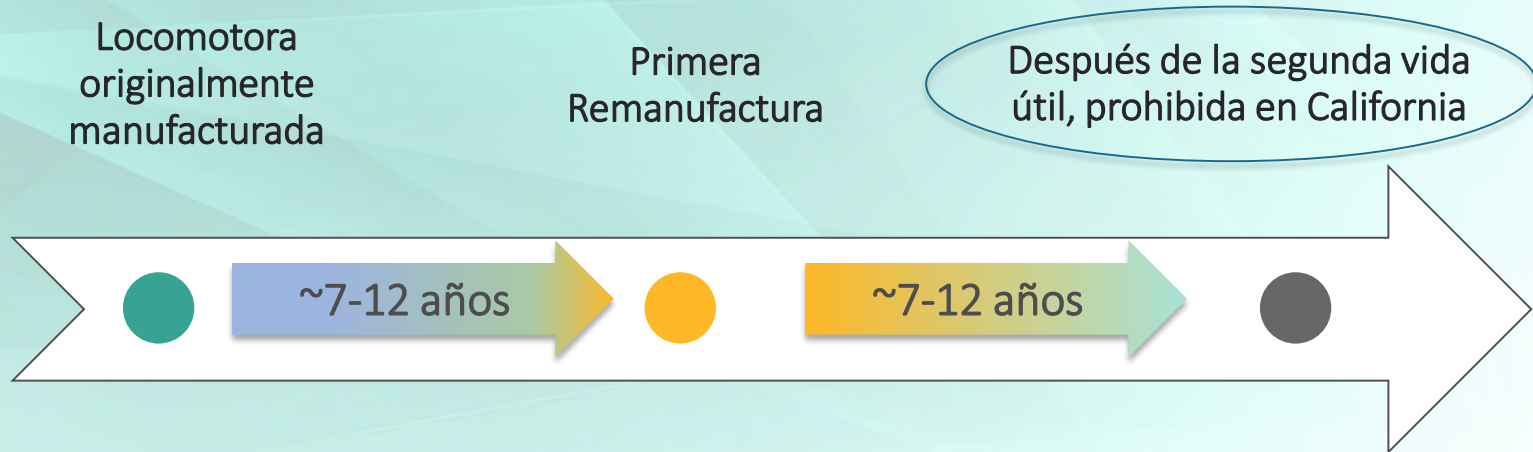 Locomotora
originalmente
manufacturada
Primera
Remanufactura
Después de la segunda vida
útil, prohibida en California
~7-12 años
~7-12 años